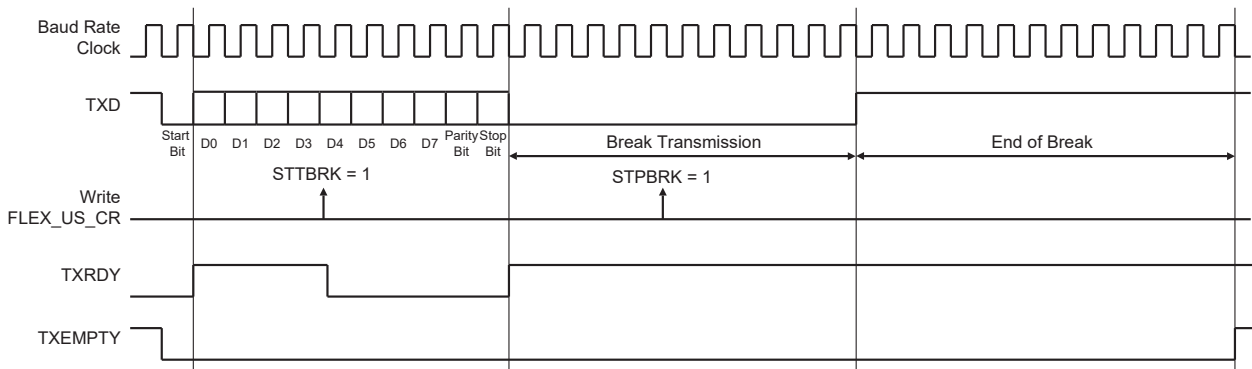 Baud Rate
Clock
TXD
Start
Bit
D0 D1 D2 D3 D4 D5 D6 D7
Parity
Bit
Stop
Bit
Break Transmission
End of Break
STTBRK = 1
STPBRK = 1
Write
FLEX_US_CR
TXRDY
TXEMPTY